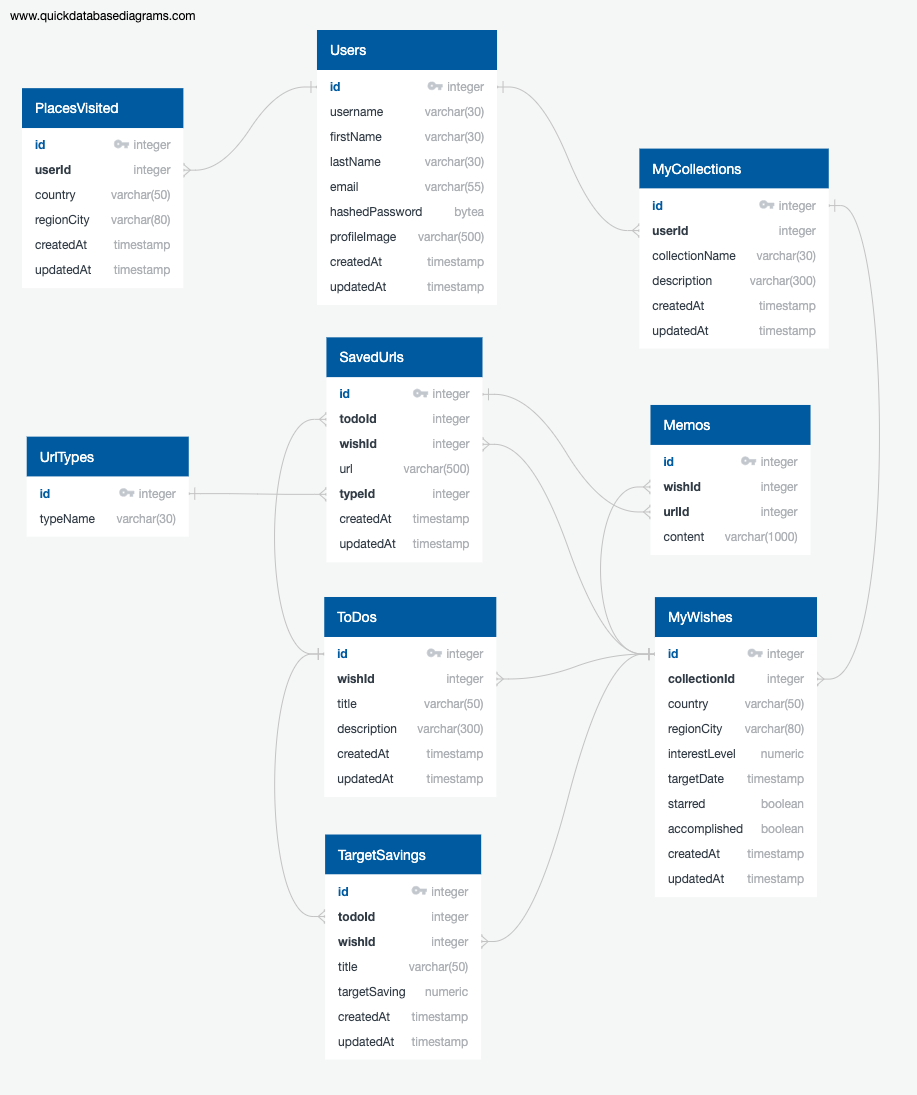 www.quickdatabasediagrams.com
Users
id integer
username varchar(30)
firstName varchar(30)
lastName varchar(30)
email varchar(55)
hashedPassword bytea
profileImage varchar(500)
createdAt timestamp
updatedAt timestamp
PlacesVisited
id integer
userId integer
country varchar(50)
regionCity varchar(80)
createdAt timestamp
updatedAt timestamp
MyCollections
id integer
userId integer
collectionName varchar(30)
description varchar(300)
createdAt timestamp
updatedAt timestamp
SavedUrls
id integer
todoId integer
wishId integer
url varchar(500)
typeId integer
createdAt timestamp
updatedAt timestamp
UrlTypes
id integer
typeName varchar(30)
Memos
id integer
wishId integer
urlId integer
content varchar(1000)
ToDos
id integer
wishId integer
title varchar(50)
description varchar(300)
createdAt timestamp
updatedAt timestamp
MyWishes
id integer
collectionId integer
country varchar(50)
regionCity varchar(80)
interestLevel numeric
targetDate timestamp
starred boolean
accomplished boolean
createdAt timestamp
updatedAt timestamp
TargetSavings
id integer
todoId integer
wishId integer
title varchar(50)
targetSaving numeric
createdAt timestamp
updatedAt timestamp